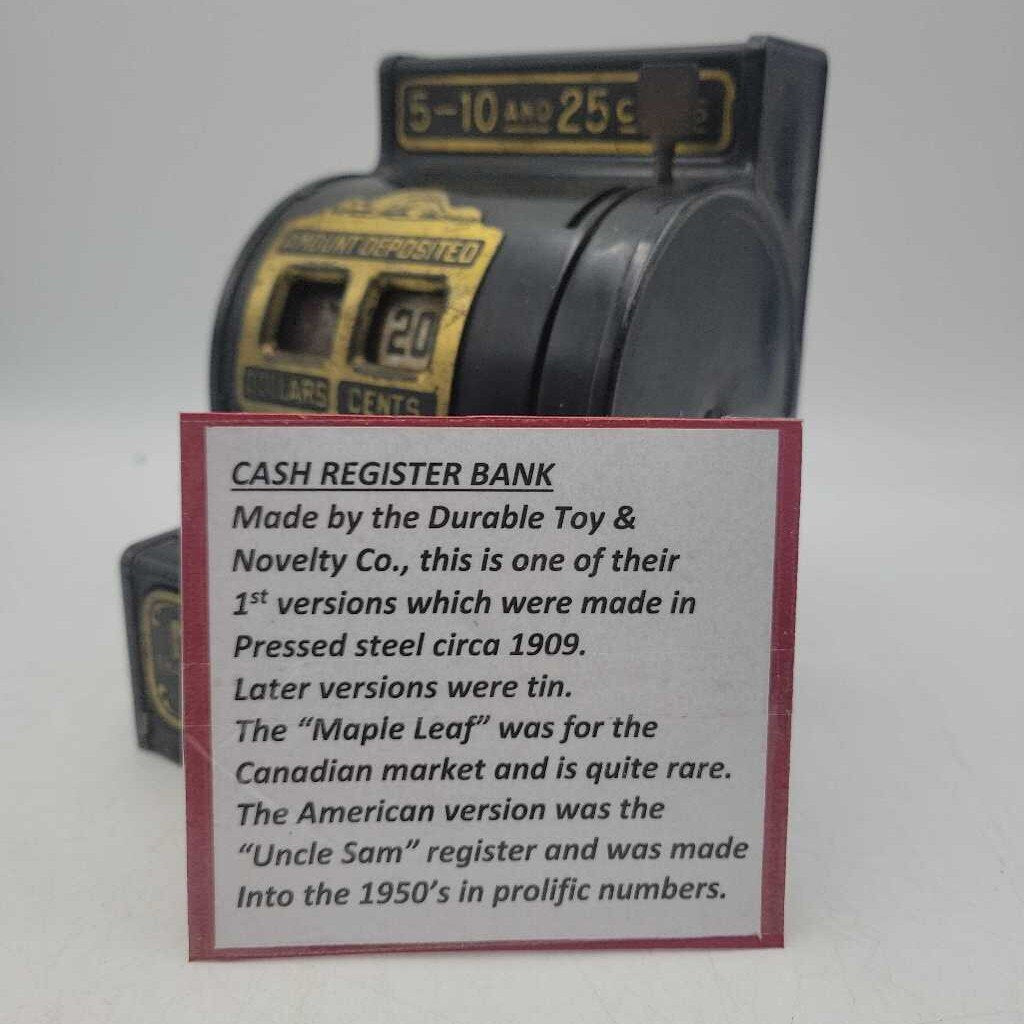 5-10 AND 25
AMOUNT DEPOSITED
20
DOLLARS CENTS
CASH REGISTER BANK
Made by the Durable Toy &
Novelty Co., this is one of their
1st versions which were made in
Pressed steel circa 1909.
Later versions were tin.
The “Maple Leaf” was for the
Canadian market and is quite rare.
The American version was the
“Uncle Sam” register and was made
Into the 1950’s in prolific numbers.